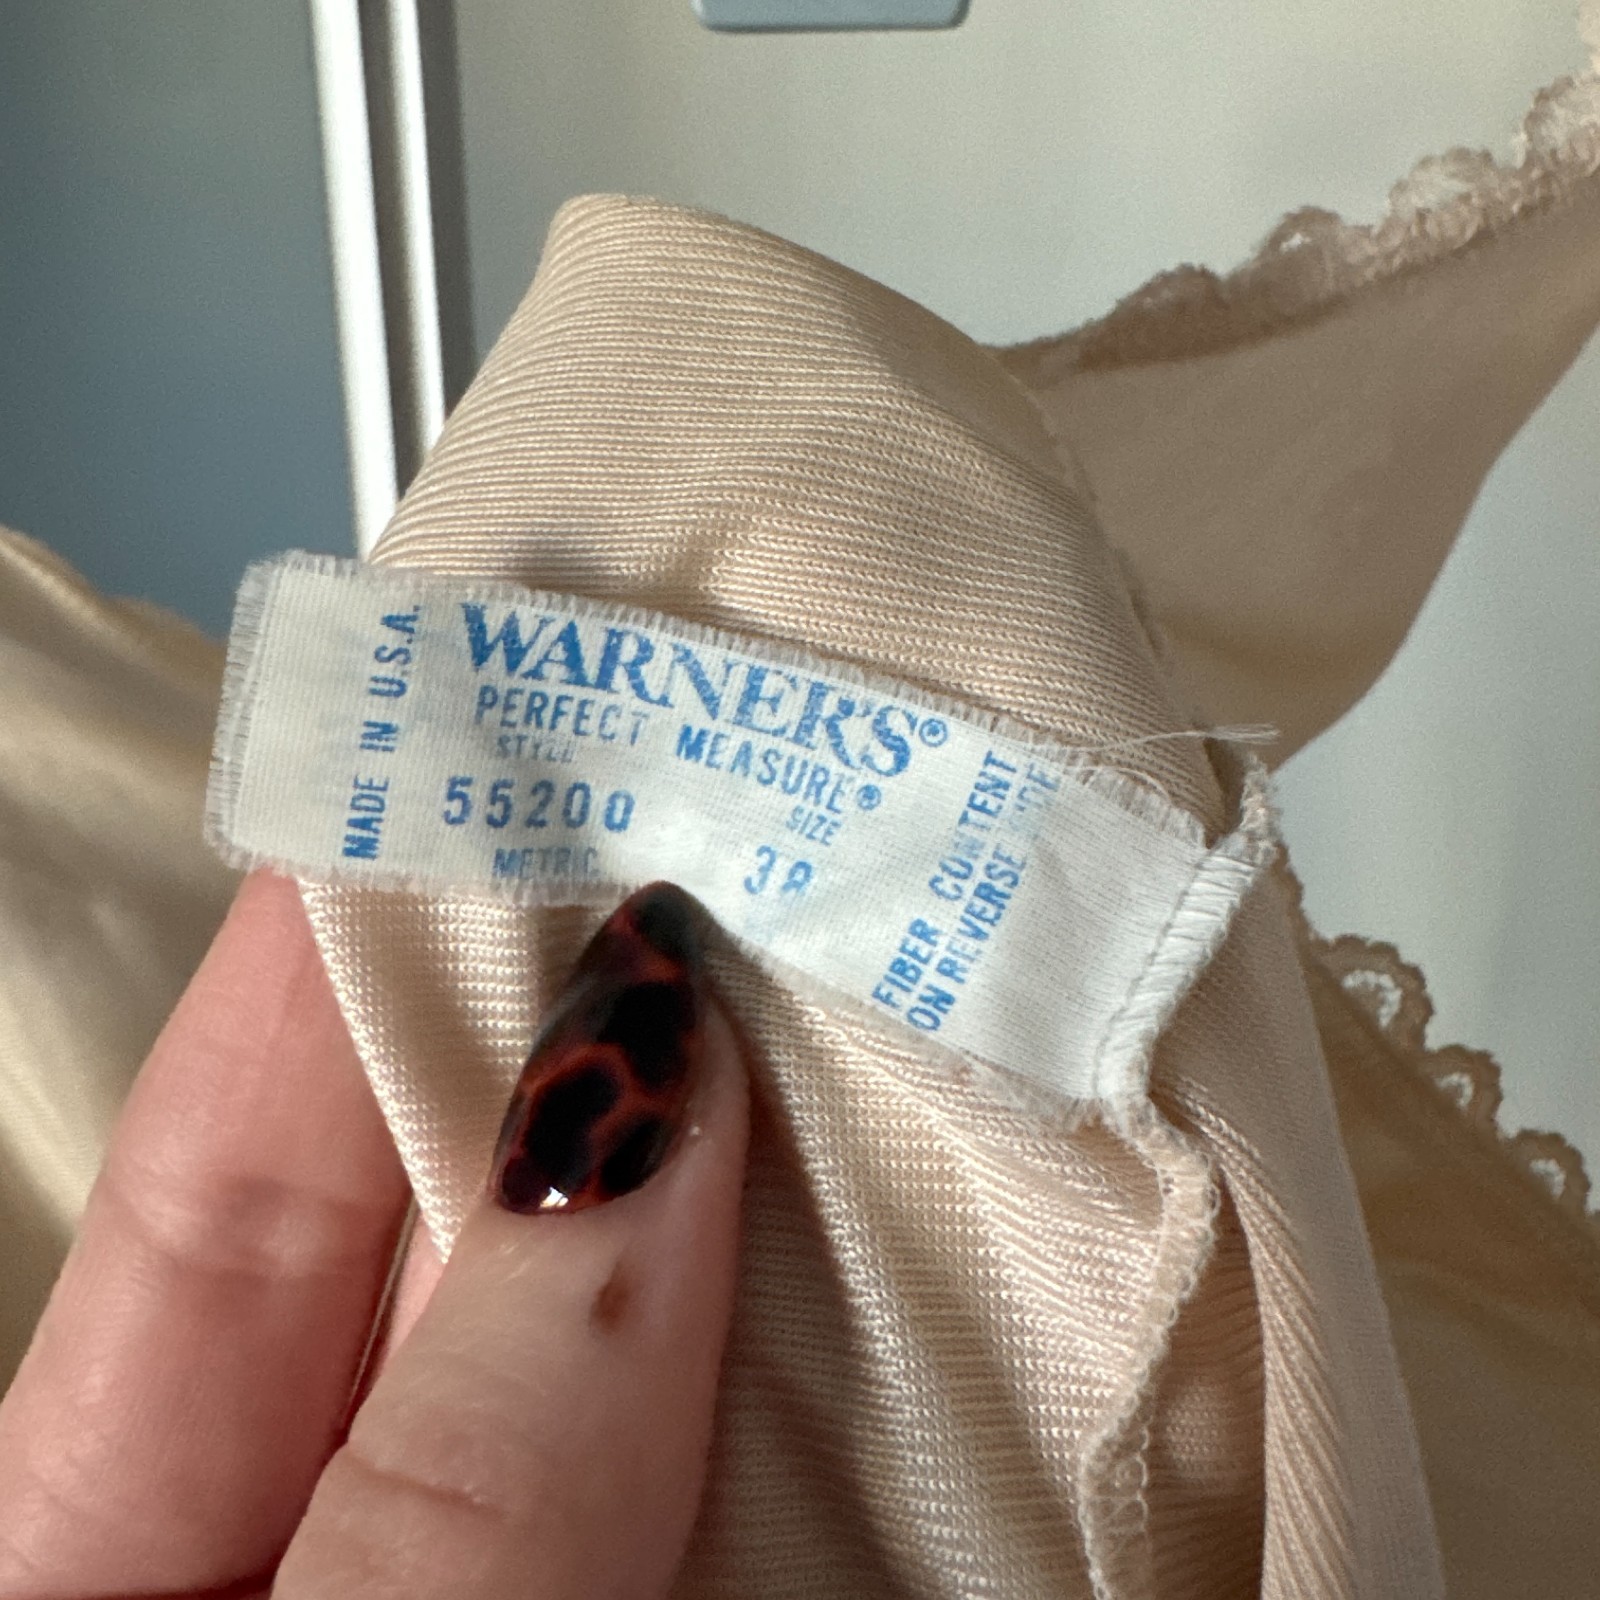 MADE IN U.S.A.
WARNER'S®
PERFECT MEASURE®
STYLE
55200
SIZE
38
METRIC
FIBER CONTENT
ON REVERSE SIDE